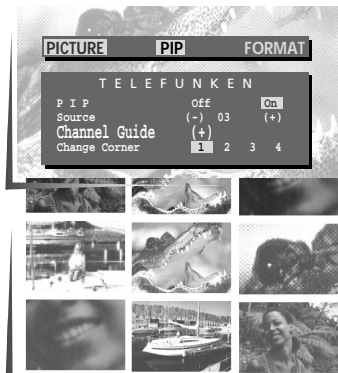 PICTURE PIP FORMAT
TELEFUNKEN
PIP Off On
Source (-) 03 (+)
Channel Guide (+)
Change Corner 1 2 3 4